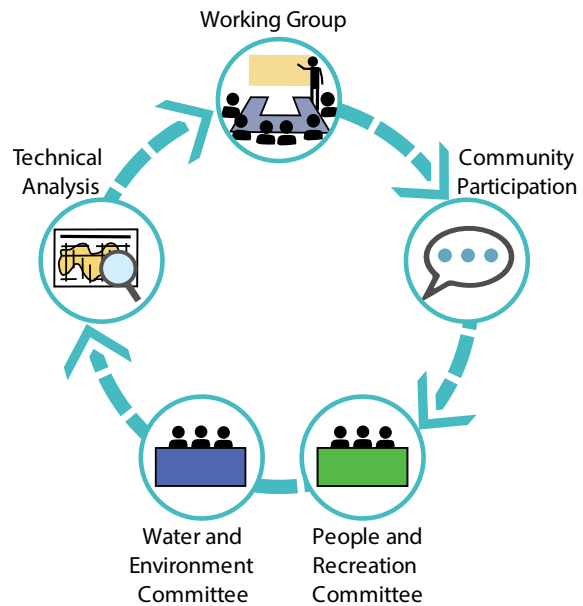 Working Group
Community
Participation
People and
Recreation
Committee
Water and
Environment
Committee
Technical
Analysis